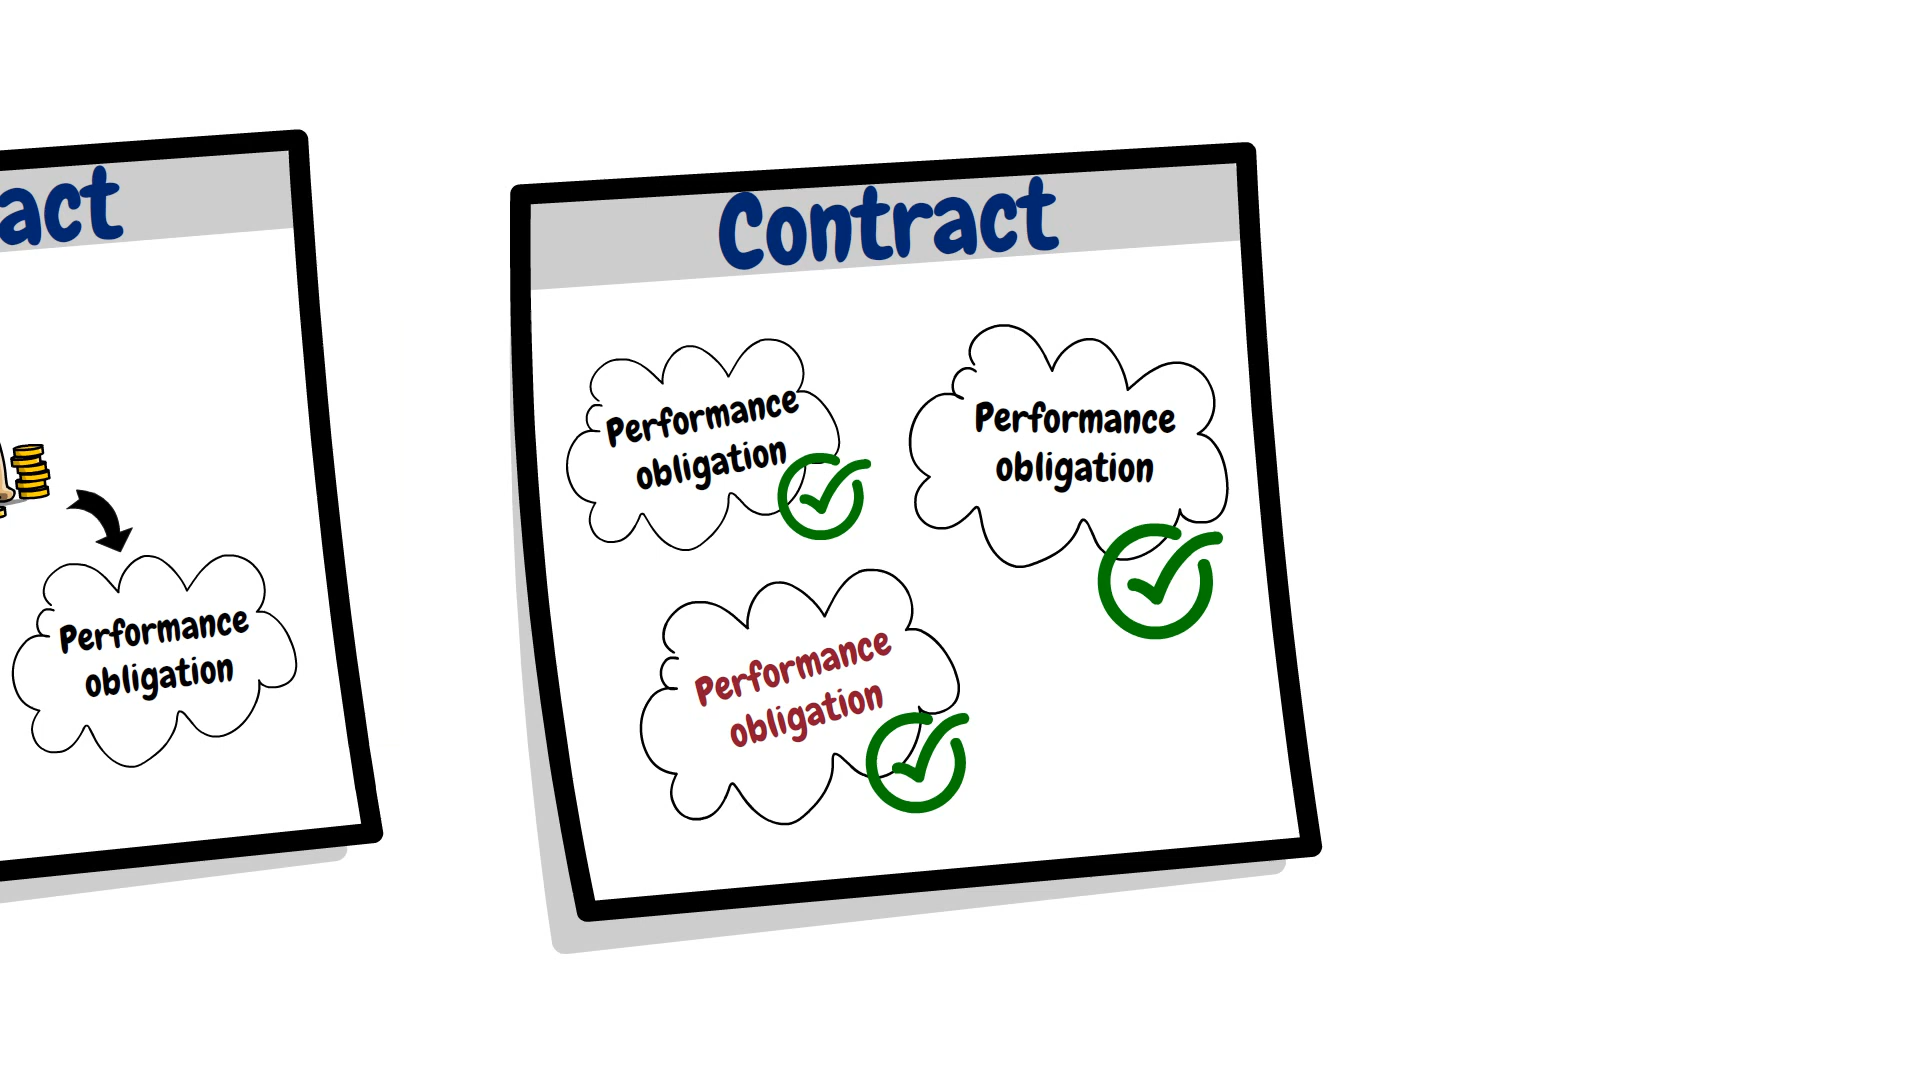 act
Performance
obligation
Contract
Performance
obligation
Performance
obligation
Performance
obligation